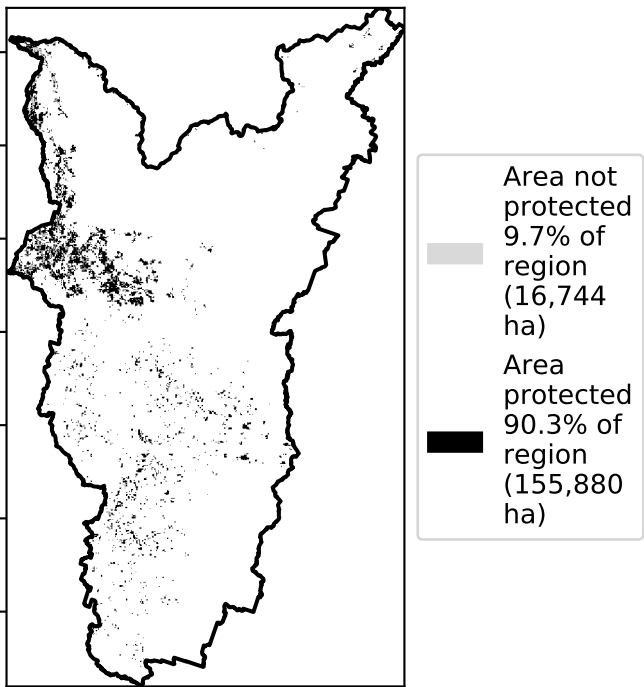 Area not
protected
9.7% of
region
(16,744
ha)
Area
protected
90.3% of
region
(155,880
ha)